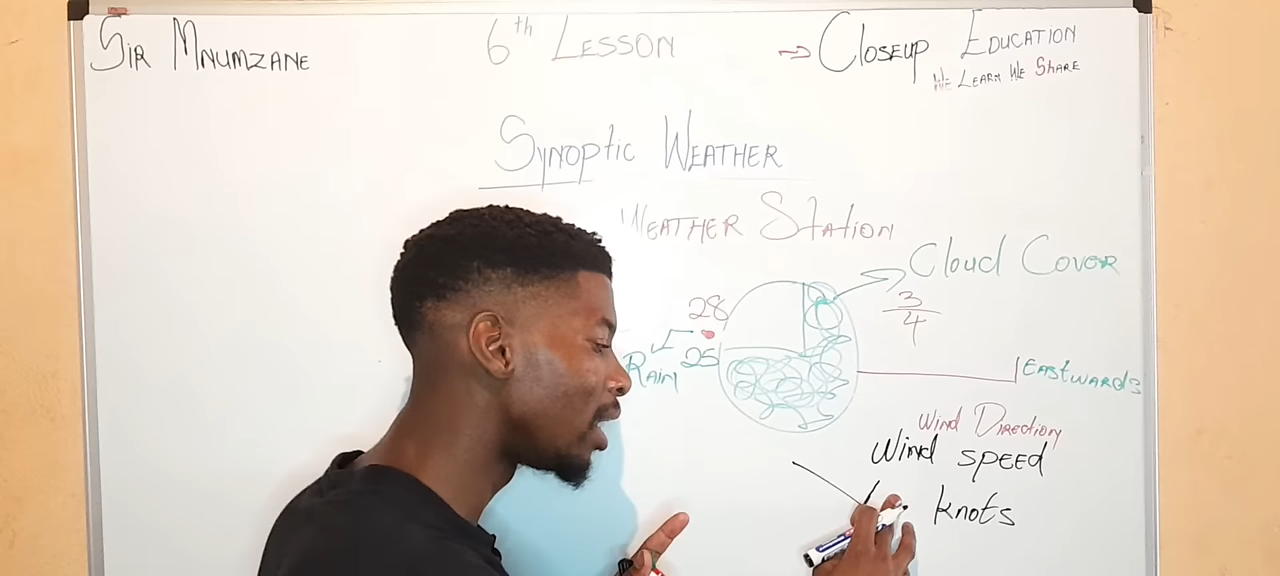 Sir Mnumzane
6th Lesson
⇒ Closeup Education
We Learn We Share
Synoptic Weather
Weather Station
Cloud Cover
3/4
28
Rain
25
Eastwards
Wind Direction
Wind speed
knots